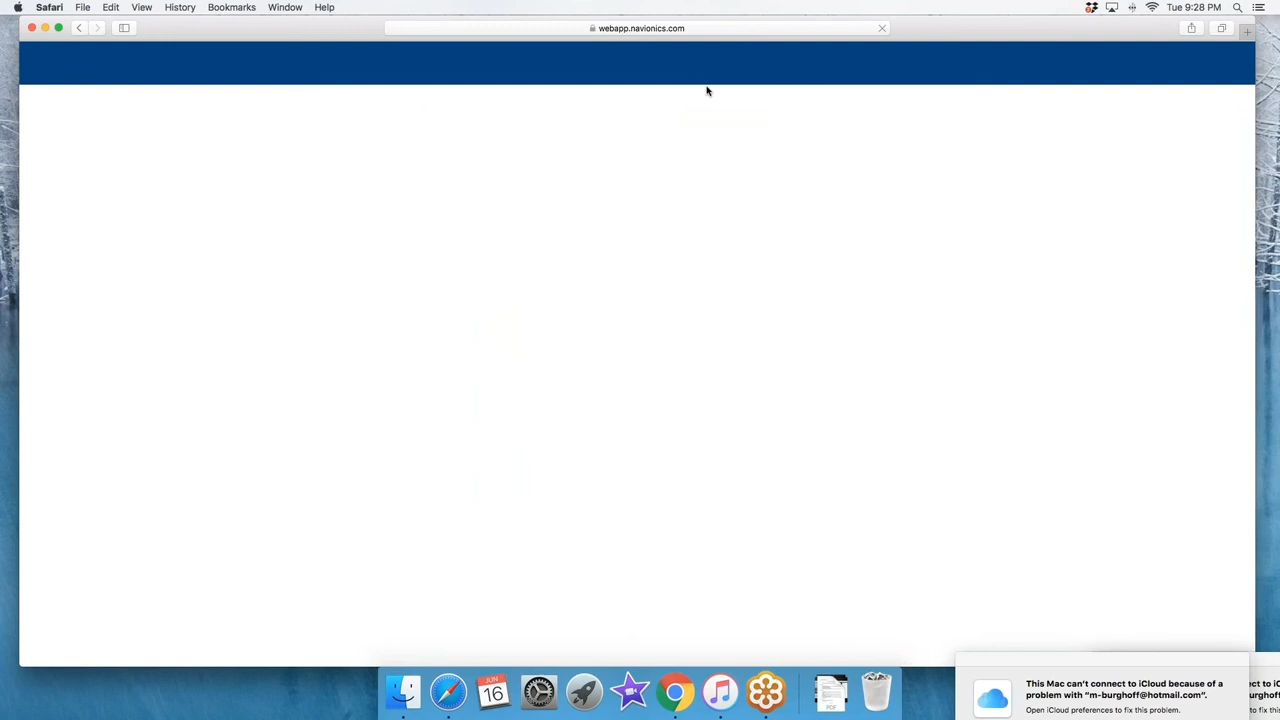 Safari File Edit View History Bookmarks Window Help Tue 9:28 PM
webapp.navionics.com
JUN
16
This Mac can't connect to iCloud because of a
problem with "m-burghoff@hotmail.com".
Open iCloud preferences to fix this problem.